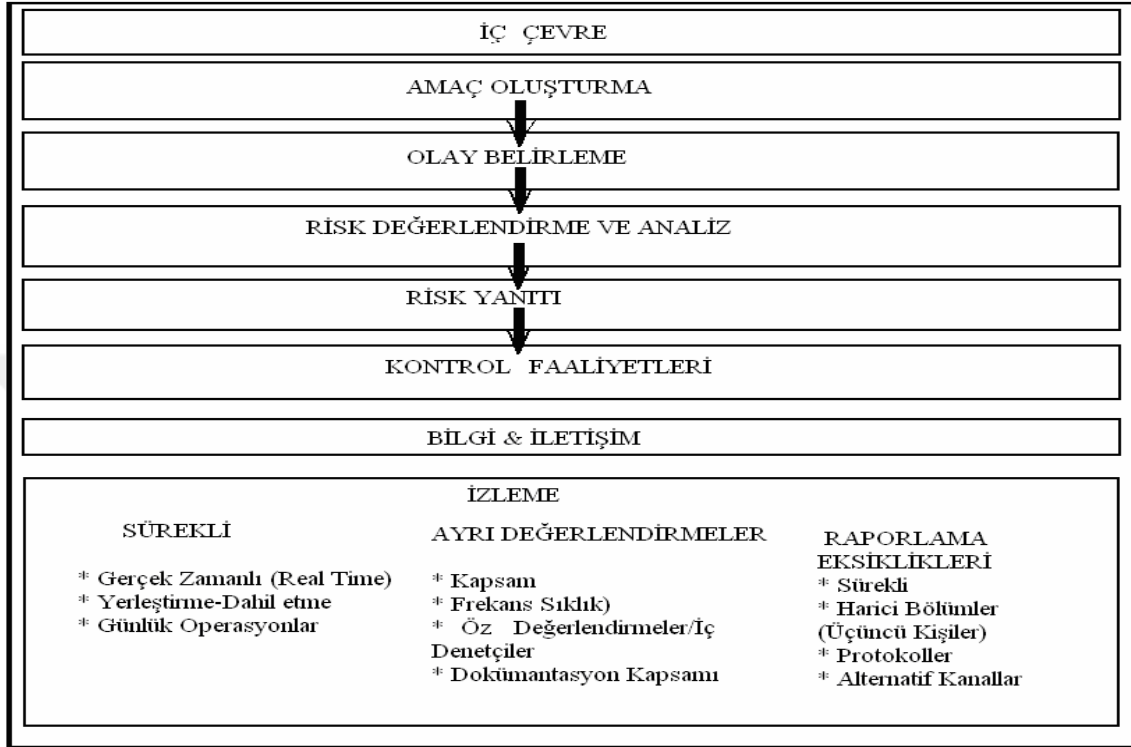 İÇ ÇEVRE
AMAÇ OLUŞTURMA
OLAY BELİRLEME
RİSK DEĞERLENDİRME VE ANALİZ
RİSK YANITI
KONTROL FAALİYETLERİ
BİLGİ & İLETİŞİM
İZLEME
SÜREKLİ
* Gerçek Zamanlı (Real Time)
* Yerleştirme-Dahil etme
* Günlük Operasyonlar
AYRI DEĞERLENDİRMELER
* Kapsam
* Frekans Sıklık)
* Öz Değerlendirmeler/İç
Denetçiler
* Dokümantasyon Kapsamı
RAPORLAMA
EKSİKLİKLERİ
* Sürekli
* Harici Bölümler
(Üçüncü Kişiler)
* Protokoller
* Alternatif Kanallar